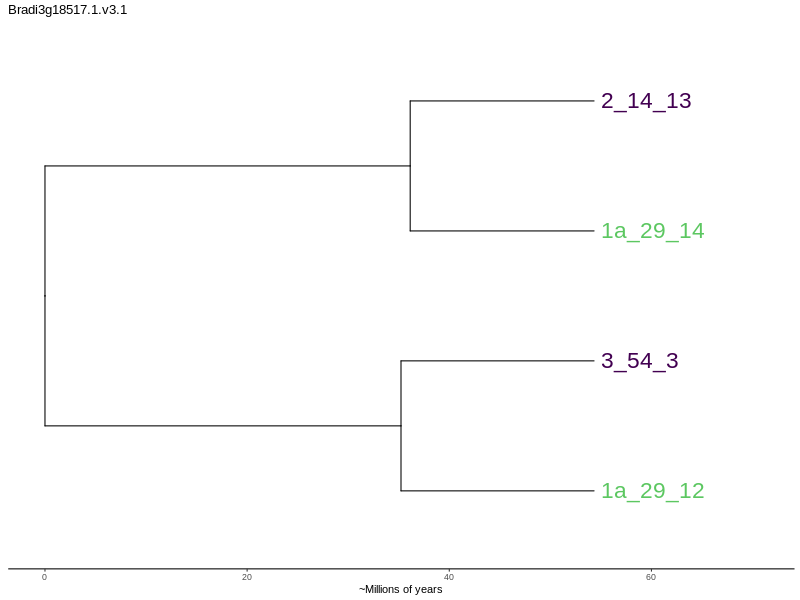 Bradi3g18517.1.v3.1
2_14_13
1a_29_14
3_54_3
1a_29_12
0 20 40 60
~Millions of years